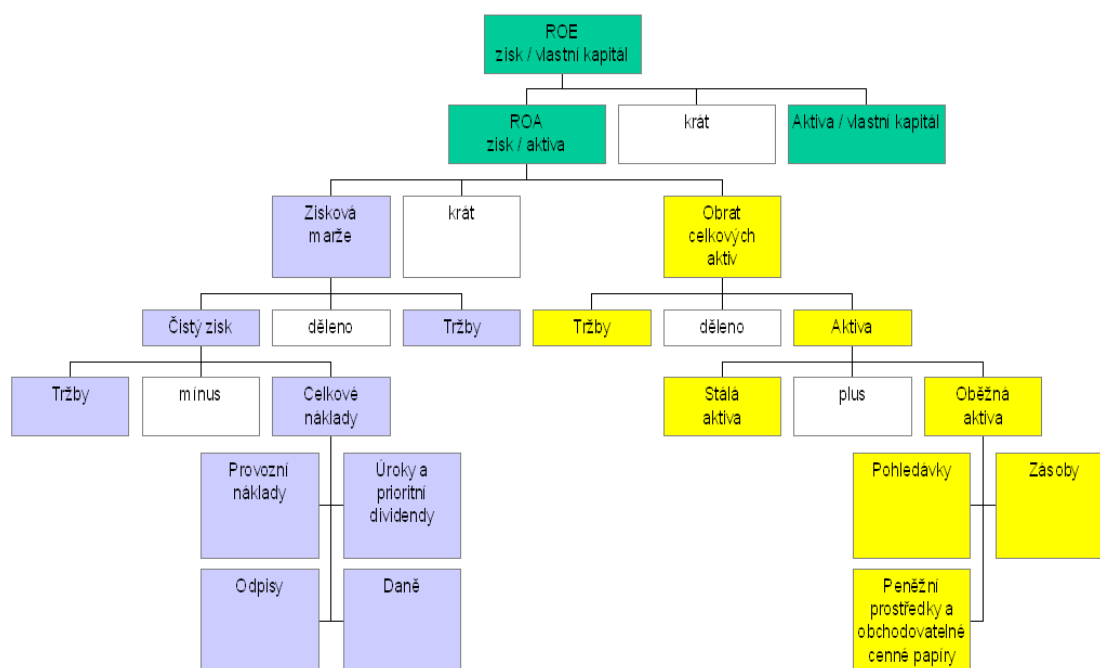 ROE
zisk / vlastní kapitál
ROA
zisk / aktiva
krát
Aktiva / vlastní kapitál
Zisková
marže
krát
Obrat
celkových
aktiv
Čistý zisk
děleno
Tržby
Tržby
děleno
Aktiva
Tržby
mínus
Celkové
náklady
Stálá
aktiva
plus
Oběžná
aktiva
Provozní
náklady
Úroky a
prioritní
dividendy
Pohledávky
Zásoby
Odpisy
Daně
Peněžní
prostředky a
obchodovatelné
cenné papíry